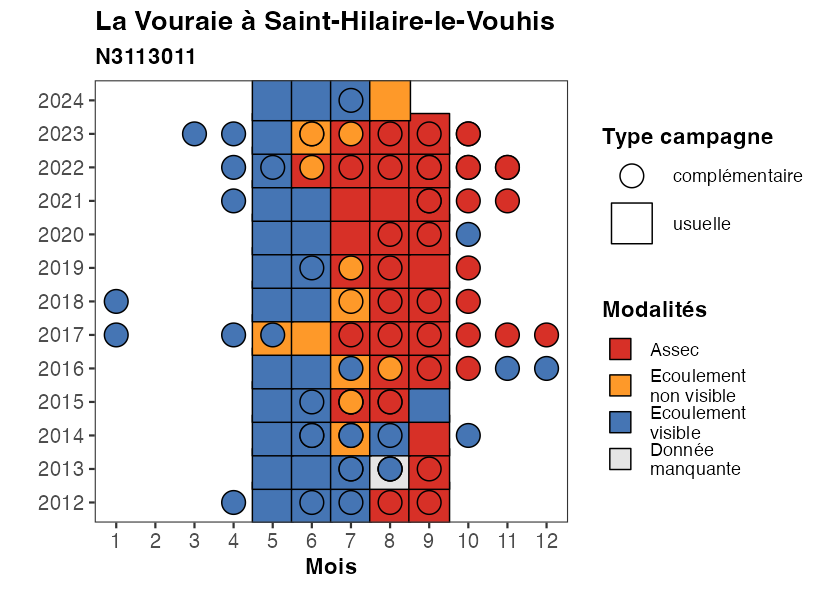 La Vouraie à Saint-Hilaire-le-Vouhis
N3113011
2024
2023
2022
2021
2020
2019
2018
2017
2016
2015
2014
2013
2012
1 2 3 4 5 6 7 8 9 10 11 12
Mois
Type campagne
complémentaire
usuelle
Modalités
Assec
Ecoulement
non visible
Ecoulement
visible
Donnée
manquante